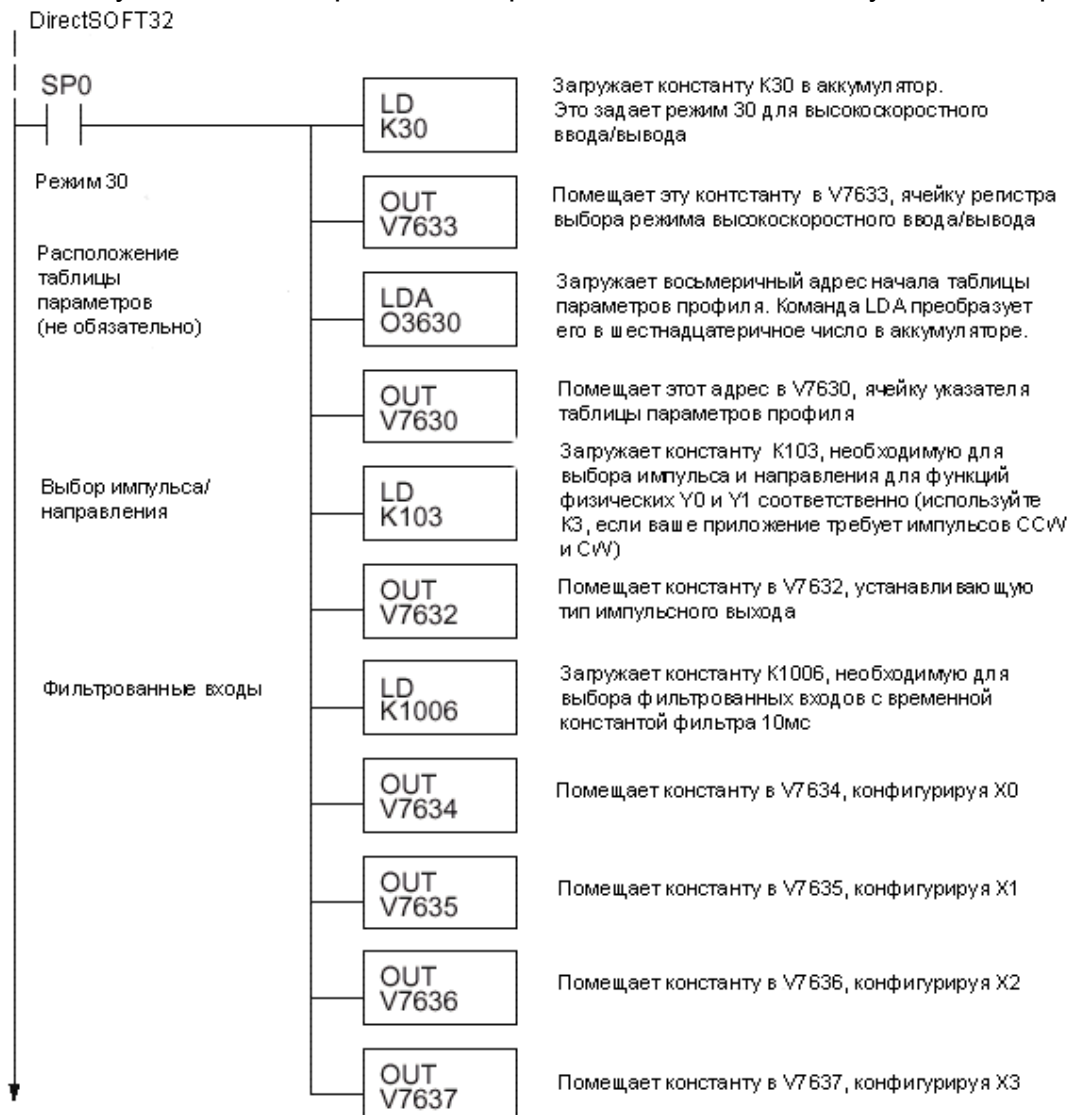 DirectSOFT32
SP0
LD
K30
Загружает константу K30 в аккумулятор.
Это задает режим 30 для высокоскоростного
ввода/вывода
Режим 30
OUT
V7633
Помещает эту контстанту в V7633, ячейку регистра
выбора режима высокоскоростного ввода/вывода
Расположение
таблицы
параметров
(не обязательно)
LDA
O3630
Загружает восьмеричный адрес начала таблицы
параметров профиля. Команда LDA преобразует
его в шестнадцатеричное число в аккумуляторе.
OUT
V7630
Помещает этот адрес в V7630, ячейку указателя
таблицы параметров профиля
Выбор импульса/
направления
LD
K103
Загружает константу K103, необходимую для
выбора импульса и направления для функций
физических Y0 и Y1 соответственно (используйте
K3, если ваше приложение требует импульсов CCW
и CW)
OUT
V7632
Помещает константу в V7632, устанавливающую
тип импульсного выхода
Фильтрованные входы
LD
K1006
Загружает константу K1006, необходимую для
выбора фильтрованных входов с временной
константой фильтра 10мс
OUT
V7634
Помещает константу в V7634, конфигурируя X0
OUT
V7635
Помещает константу в V7635, конфигурируя X1
OUT
V7636
Помещает константу в V7636, конфигурируя X2
OUT
V7637
Помещает константу в V7637, конфигурируя X3